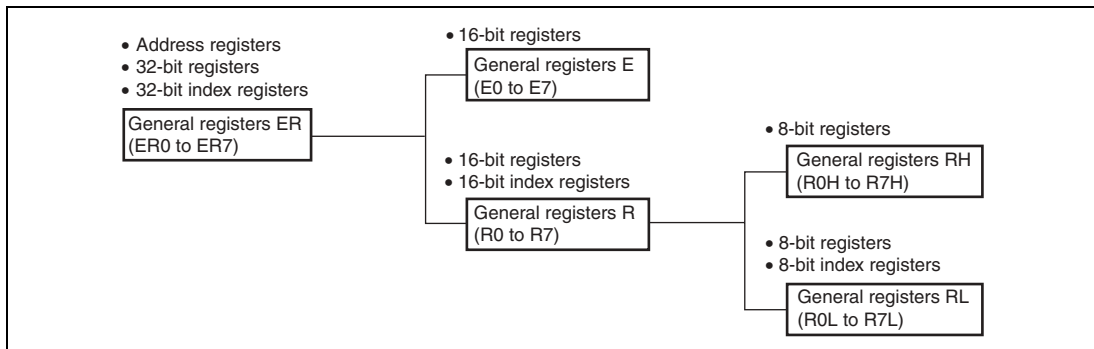 • Address registers
• 32-bit registers
• 32-bit index registers
General registers ER
(ER0 to ER7)
• 16-bit registers
General registers E
(E0 to E7)
• 16-bit registers
• 16-bit index registers
General registers R
(R0 to R7)
• 8-bit registers
General registers RH
(R0H to R7H)
• 8-bit registers
• 8-bit index registers
General registers RL
(R0L to R7L)